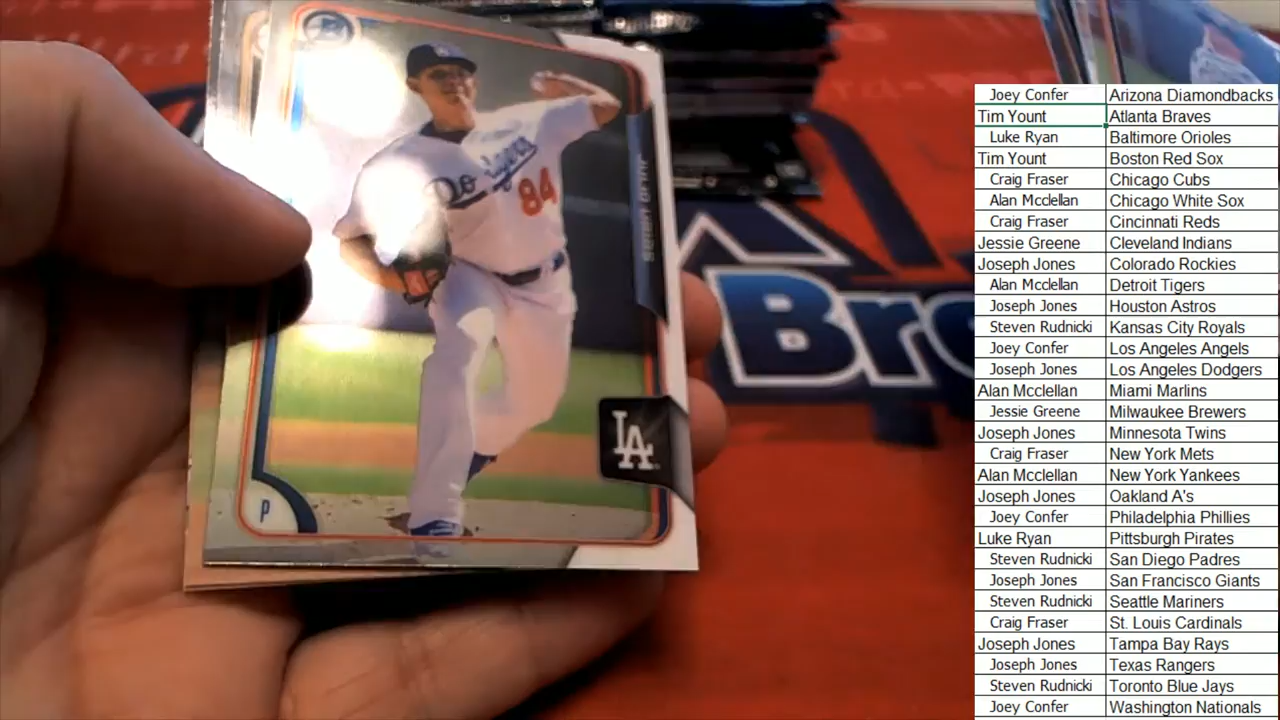 Dodgers
84
JULIO URIAS
LA
P
B
Bro
Joey Confer Arizona Diamondbacks
Tim Yount Atlanta Braves
Luke Ryan Baltimore Orioles
Tim Yount Boston Red Sox
Craig Fraser Chicago Cubs
Alan Mcclellan Chicago White Sox
Craig Fraser Cincinnati Reds
Jessie Greene Cleveland Indians
Joseph Jones Colorado Rockies
Alan Mcclellan Detroit Tigers
Joseph Jones Houston Astros
Steven Rudnicki Kansas City Royals
Joey Confer Los Angeles Angels
Joseph Jones Los Angeles Dodgers
Alan Mcclellan Miami Marlins
Jessie Greene Milwaukee Brewers
Joseph Jones Minnesota Twins
Craig Fraser New York Mets
Alan Mcclellan New York Yankees
Joseph Jones Oakland A's
Joey Confer Philadelphia Phillies
Luke Ryan Pittsburgh Pirates
Steven Rudnicki San Diego Padres
Joseph Jones San Francisco Giants
Steven Rudnicki Seattle Mariners
Craig Fraser St. Louis Cardinals
Joseph Jones Tampa Bay Rays
Joseph Jones Texas Rangers
Steven Rudnicki Toronto Blue Jays
Joey Confer Washington Nationals